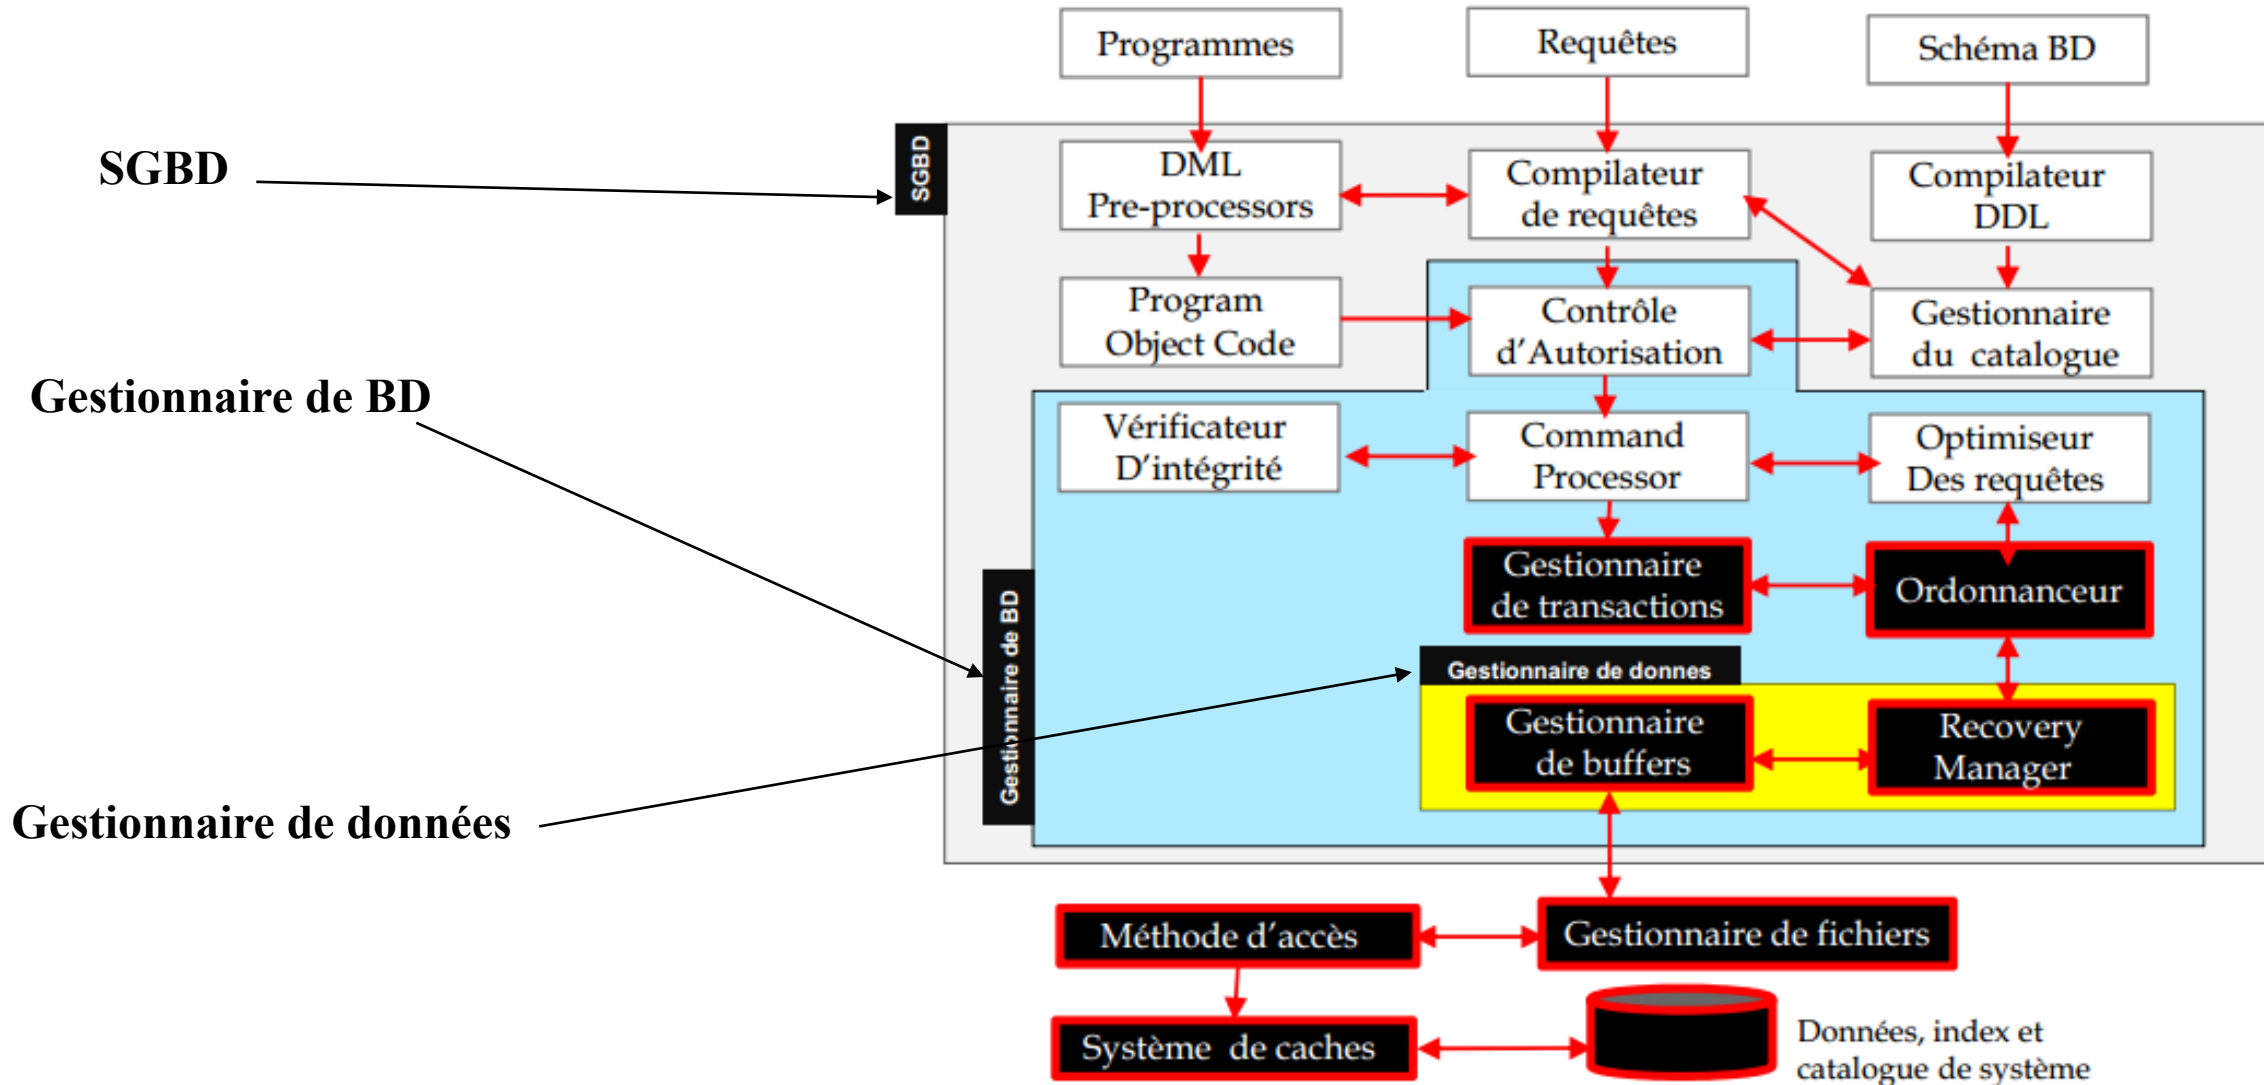 Programmes
Requêtes
Schéma BD
SGBD
SGBD
DML
Pre-processors
Compilateur
de requêtes
Compilateur
DDL
Program
Object Code
Contrôle
d'Autorisation
Gestionnaire
du catalogue
Gestionnaire de BD
Vérificateur
D'intégrité
Command
Processor
Optimiseur
Des requêtes
Gestionnaire de BD
Gestionnaire
de transactions
Ordonnanceur
Gestionnaire de donnes
Gestionnaire
de buffers
Recovery
Manager
Gestionnaire de données
Méthode d'accès
Gestionnaire de fichiers
Système de caches
Données, index et
catalogue de système